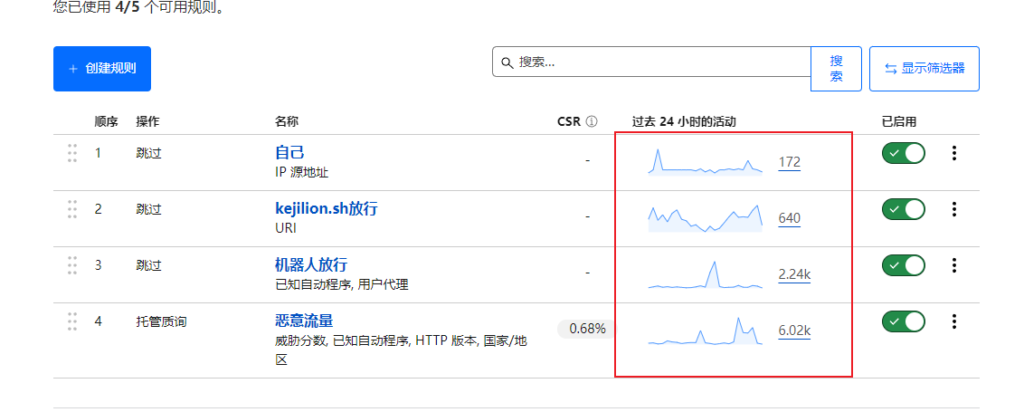 您已使用 4/5 个可用规则。
+ 创建规则
搜索...
搜
索
显示筛选器
顺序 操作 名称 CSR 过去 24 小时的活动 已启用
1 跳过 自己 - 172
IP 源地址
2 跳过 kejilion.sh放行 - 640
URI
3 跳过 机器人放行 - 2.24k
已知自动程序, 用户代理
4 托管质询 恶意流量 0.68% 6.02k
威胁分数, 已知自动程序, HTTP 版本, 国家/地
区